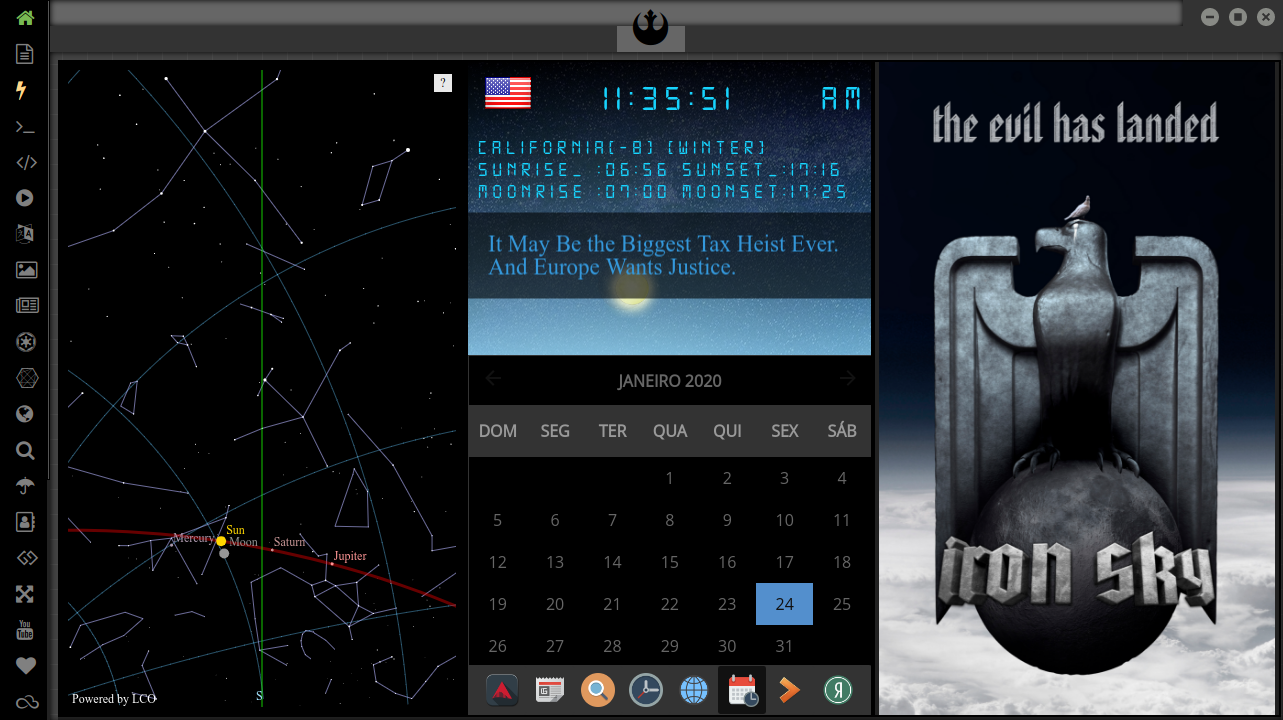 ?
Mercury
Sun
Moon
Saturn
Jupiter
Powered by LCO
S
11:35:51 AM
CALIFORNIA(-8) (WINTER)
SUNRISE_ :06:56 SUNSET_:17:16
MOONRISE :07:00 MOONSET:17:25
It May Be the Biggest Tax Heist Ever.
And Europe Wants Justice.
JANEIRO 2020
DOM SEG TER QUA QUI SEX SÁB
1 2 3 4
5 6 7 8 9 10 11
12 13 14 15 16 17 18
19 20 21 22 23 24 25
26 27 28 29 30 31
Я
the evil has landed
iron sky
You
Tube